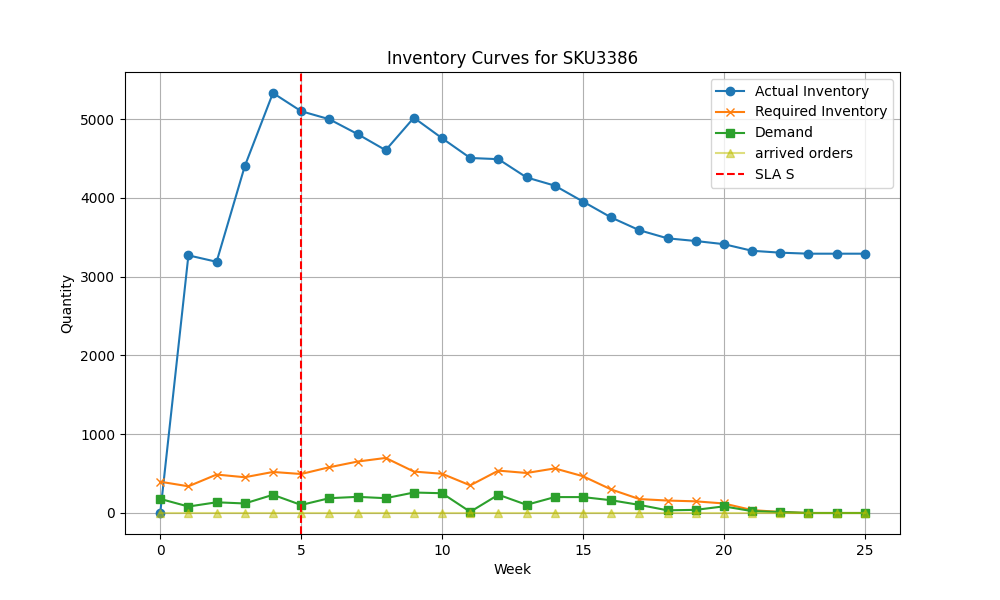 Inventory Curves for SKU3386
Actual Inventory
Required Inventory
Demand
arrived orders
SLA S
Quantity
5000
4000
3000
2000
1000
0
0 5 10 15 20 25
Week